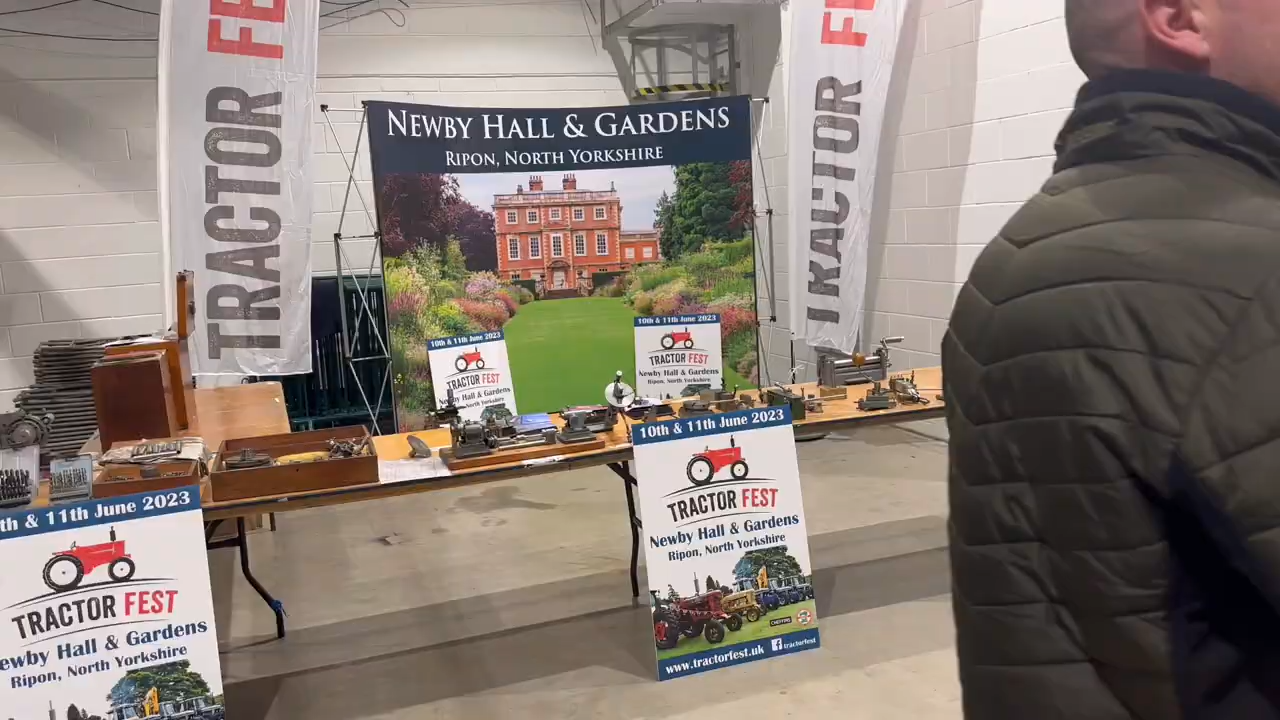 TRACTOR FE
TRACTOR FE
NEWBY HALL & GARDENS
RIPON, NORTH YORKSHIRE
10th & 11th June 2023
TRACTOR FEST
Newby Hall & Gardens
Ripon, North Yorkshire
10th & 11th June 2023
TRACTOR FEST
Newby Hall & Gardens
Ripon, North Yorkshire
10th & 11th June 2023
TRACTOR FEST
Newby Hall & Gardens
Ripon, North Yorkshire
CHEFFINS
www.tractorfest.uk
tractorfest
th & 11th June 2023
TRACTOR FEST
ewby Hall & Gardens
Ripon, North Yorkshire